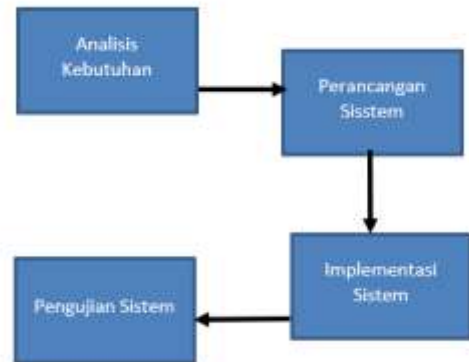 Analisis
Kebutuhan
Perancangan
Sisstem
Implementasi
Sistem
Pengujian Sistem